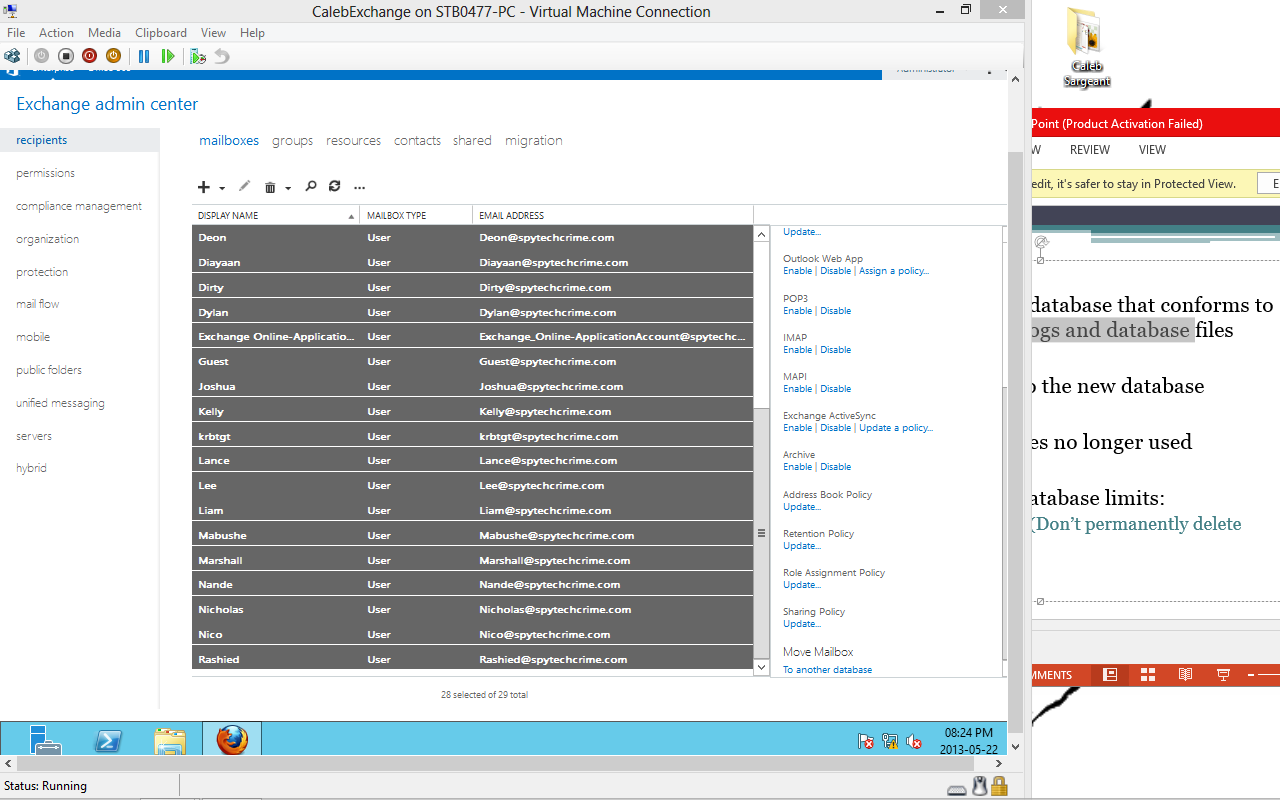 CalebExchange on STB0477-PC - Virtual Machine Connection
File Action Media Clipboard View Help
Exchange admin center
recipients
permissions
compliance management
organization
protection
mail flow
mobile
public folders
unified messaging
servers
hybrid
mailboxes groups resources contacts shared migration
DISPLAY NAME MAILBOX TYPE EMAIL ADDRESS
Deon User Deon@spytechcrime.com
Diayaan User Diayaan@spytechcrime.com
Dirty User Dirty@spytechcrime.com
Dylan User Dylan@spytechcrime.com
Exchange Online-Applicatio... User Exchange_Online-ApplicationAccount@spytechc...
Guest User Guest@spytechcrime.com
Joshua User Joshua@spytechcrime.com
Kelly User Kelly@spytechcrime.com
krbtgt User krbtgt@spytechcrime.com
Lance User Lance@spytechcrime.com
Lee User Lee@spytechcrime.com
Liam User Liam@spytechcrime.com
Mabushe User Mabushe@spytechcrime.com
Marshall User Marshall@spytechcrime.com
Nande User Nande@spytechcrime.com
Nicholas User Nicholas@spytechcrime.com
Nico User Nico@spytechcrime.com
Rashied User Rashied@spytechcrime.com
28 selected of 29 total
Update...
Outlook Web App
Enable | Disable | Assign a policy...
POP3
Enable | Disable
IMAP
Enable | Disable
MAPI
Enable | Disable
Exchange ActiveSync
Enable | Disable | Update a policy...
Archive
Enable | Disable
Address Book Policy
Update...
Retention Policy
Update...
Role Assignment Policy
Update...
Sharing Policy
Update...
Move Mailbox
To another database
08:24 PM
2013-05-22
Status: Running
Caleb
Sargeant
Point (Product Activation Failed)
W REVIEW VIEW
edit, it's safer to stay in Protected View. E
database that conforms to
ogs and database files
the new database
es no longer used
atabase limits:
(Don't permanently delete
MMENTS